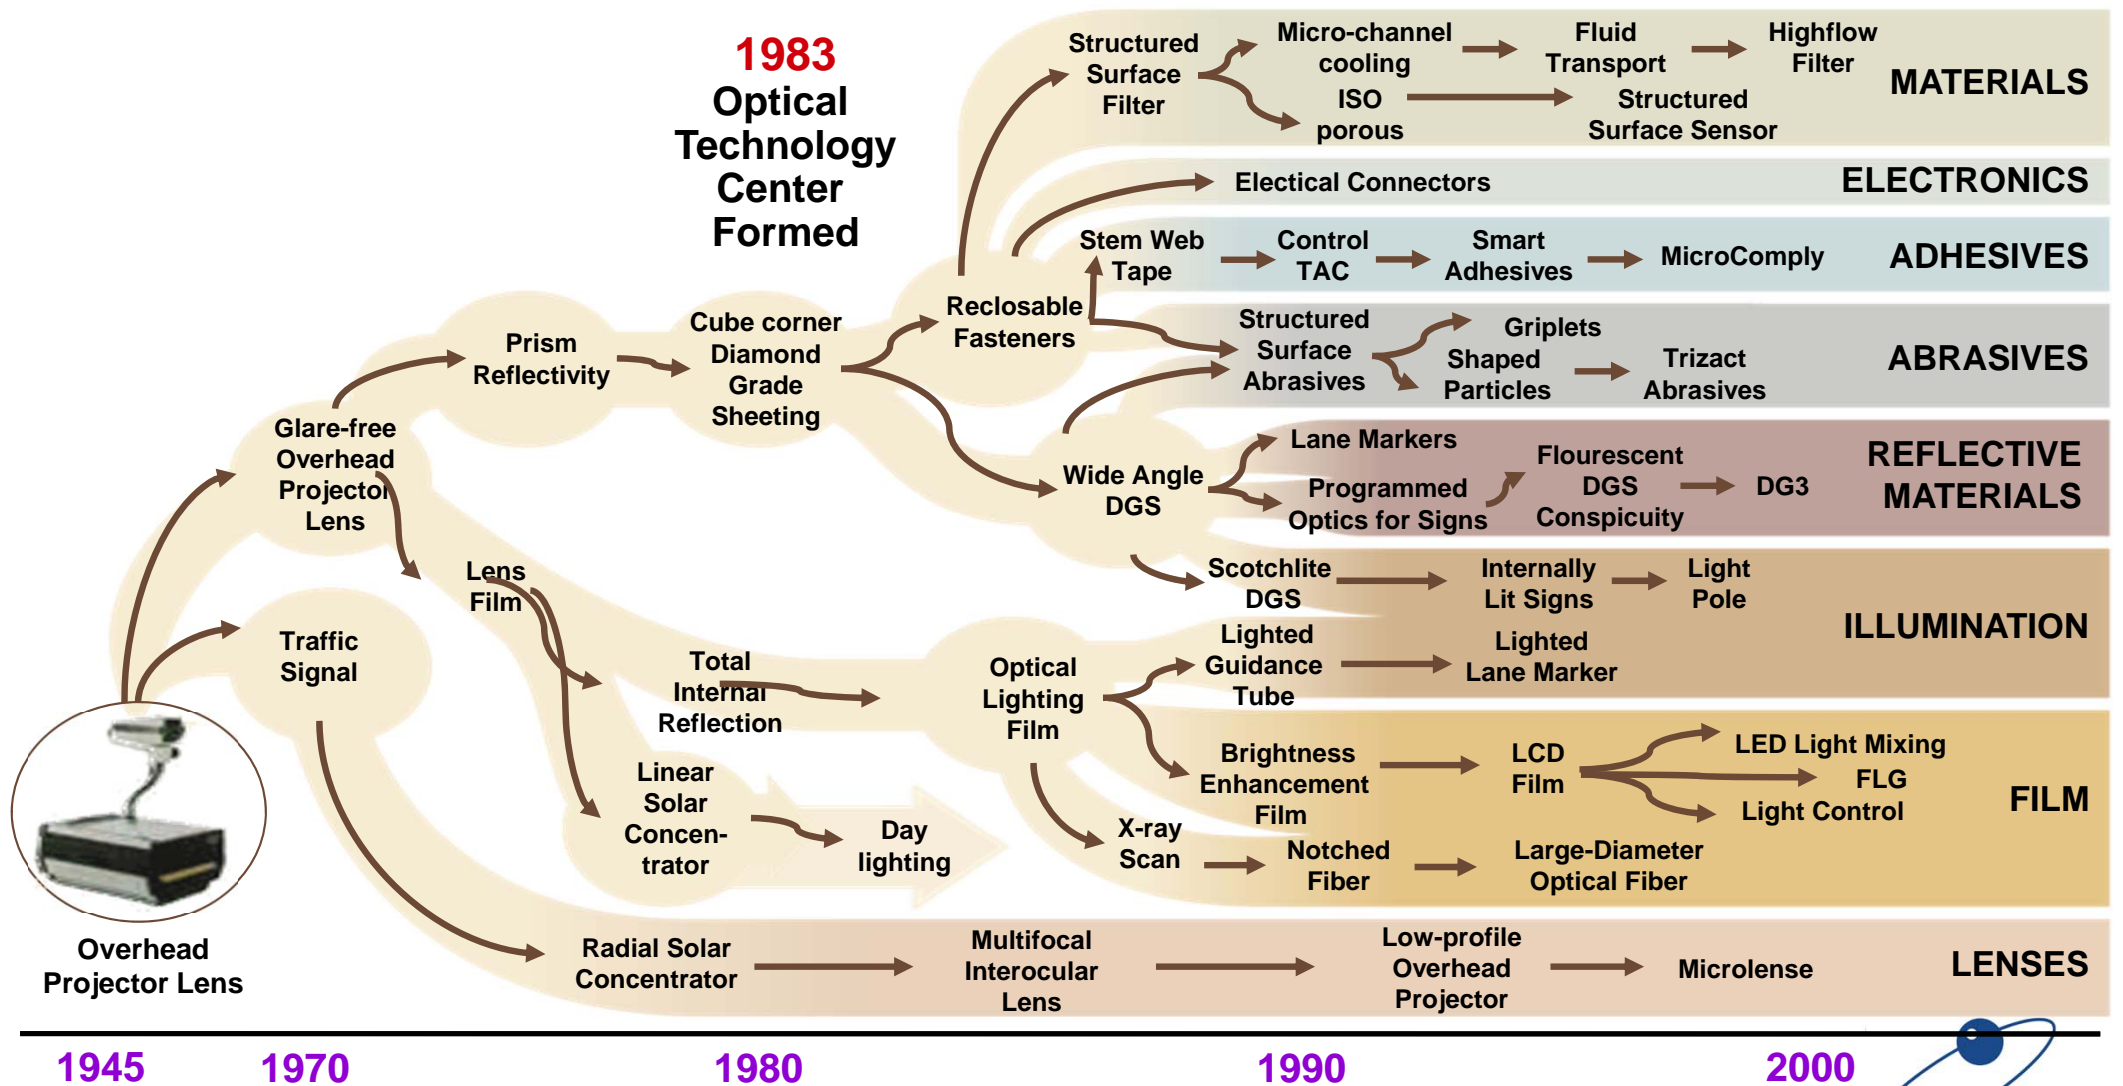 1983
Optical
Technology
Center
Formed
Structured
Surface
Filter
Micro-channel
cooling
Fluid
Transport
Highflow
Filter
ISO
porous
Structured
Surface Sensor
MATERIALS
Electical Connectors
ELECTRONICS
Stem Web
Tape
Control
TAC
Smart
Adhesives
MicroComply
ADHESIVES
Reclosable
Fasteners
Structured
Surface
Abrasives
Griplets
Shaped
Particles
Trizact
Abrasives
ABRASIVES
Prism
Reflectivity
Cube corner
Diamond
Grade
Sheeting
Glare-free
Overhead
Projector
Lens
Wide Angle
DGS
Lane Markers
Programmed
Optics for Signs
Flourescent
DGS
Conspicuity
DG3
REFLECTIVE
MATERIALS
Lens
Film
Scotchlite
DGS
Internally
Lit Signs
Light
Pole
Traffic
Signal
Total
Internal
Reflection
Optical
Lighting
Film
Lighted
Guidance
Tube
Lighted
Lane Marker
ILLUMINATION
Linear
Solar
Concen-
trator
Day
lighting
Brightness
Enhancement
Film
LCD
Film
LED Light Mixing
FLG
Light Control
FILM
X-ray
Scan
Notched
Fiber
Large-Diameter
Optical Fiber
Overhead
Projector Lens
Radial Solar
Concentrator
Multifocal
Interocular
Lens
Low-profile
Overhead
Projector
Microlense
LENSES
1945
1970
1980
1990
2000